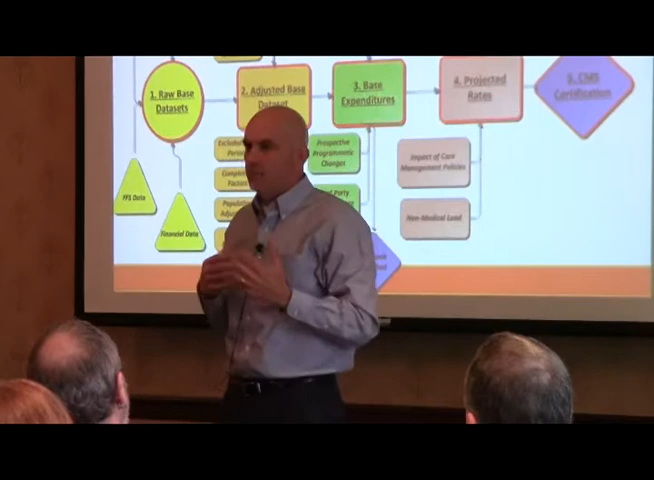 1. Raw Base
Datasets
2. Adjusted Base
Dataset
3. Base
Expenditures
4. Projected
Rates
5. CMS
Certification
FFS Data
Financial Data
Prospective
Programmatic
Changes
Party
Impact of Care
Management Policies
Non-Medical Load